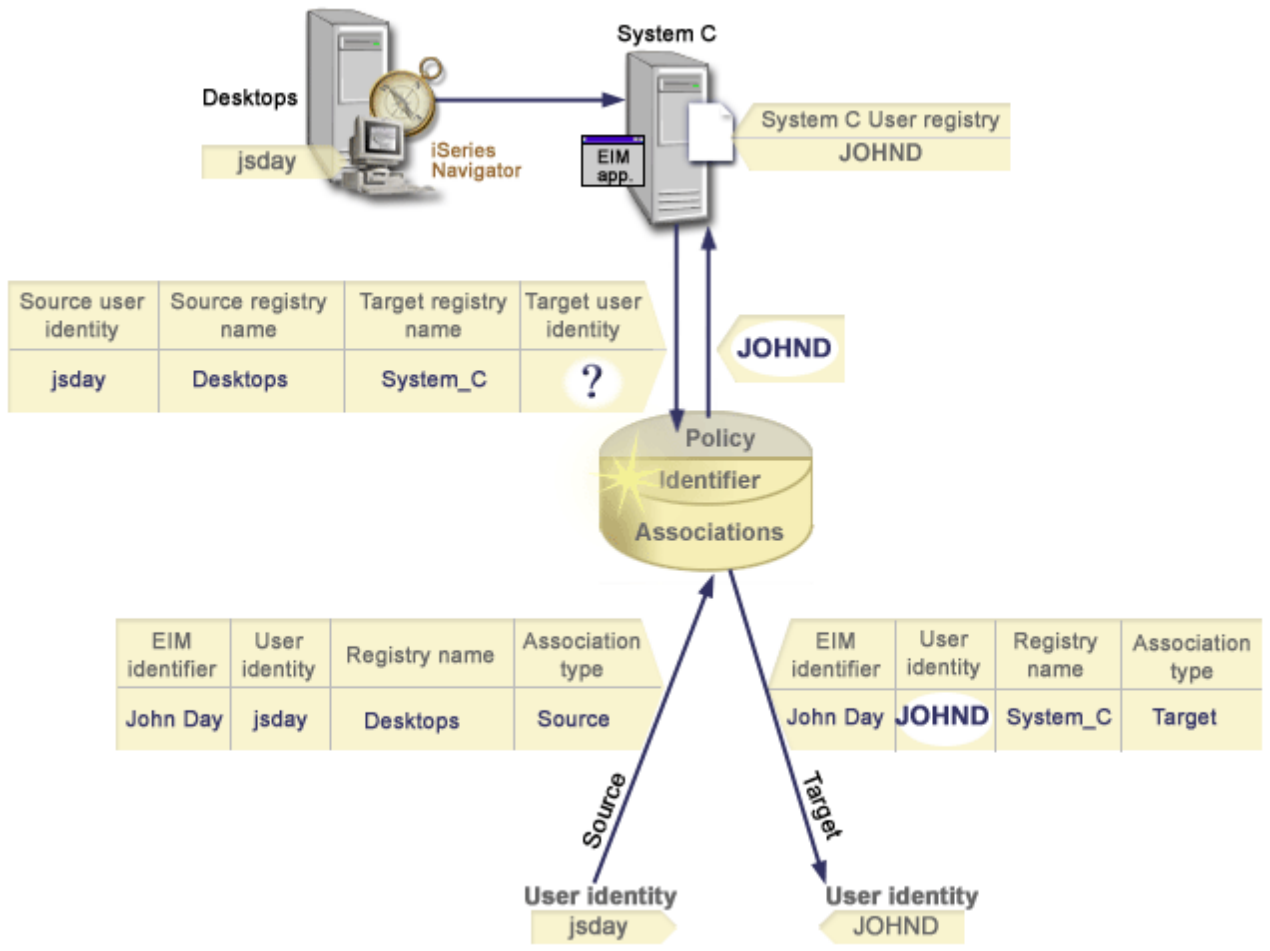 System C
Desktops
jsday
iSeries
Navigator
EIM
app.
System C User registry
JOHND
Source user
identity
Source registry
name
Target registry
name
Target user
identity
jsday
Desktops
System_C
?
JOHND
Policy
Identifier
Associations
EIM
identifier
User
identity
Registry name
Association
type
John Day
jsday
Desktops
Source
EIM
identifier
User
identity
Registry
name
Association
type
John Day
JOHND
System_C
Target
Source
Target
User identity
jsday
User identity
JOHND